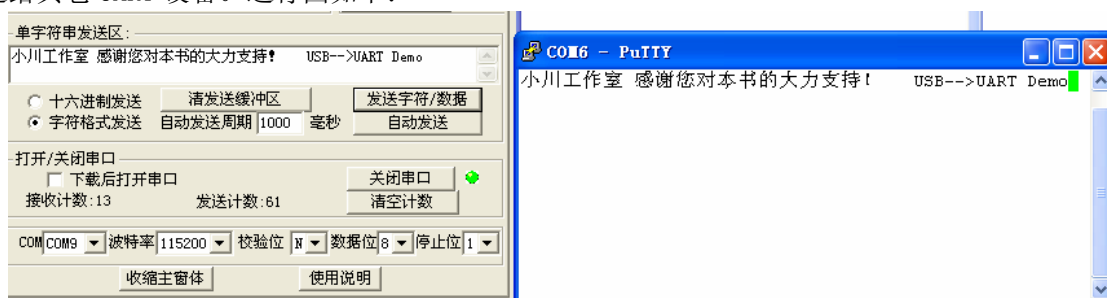 单字符串发送区:
小川工作室 感谢您对本书的大力支持! USB-->UART Demo
十六进制发送 清发送缓冲区 发送字符/数据
字符格式发送 自动发送周期 1000 毫秒 自动发送
打开/关闭串口
下载后打开串口 关闭串口
接收计数:13 发送计数:61 清空计数
COM COM9 波特率 115200 校验位 N 数据位 8 停止位 1
收缩主窗体 使用说明
COM6 - PuTTY
小川工作室 感谢您对本书的大力支持! USB-->UART Demo